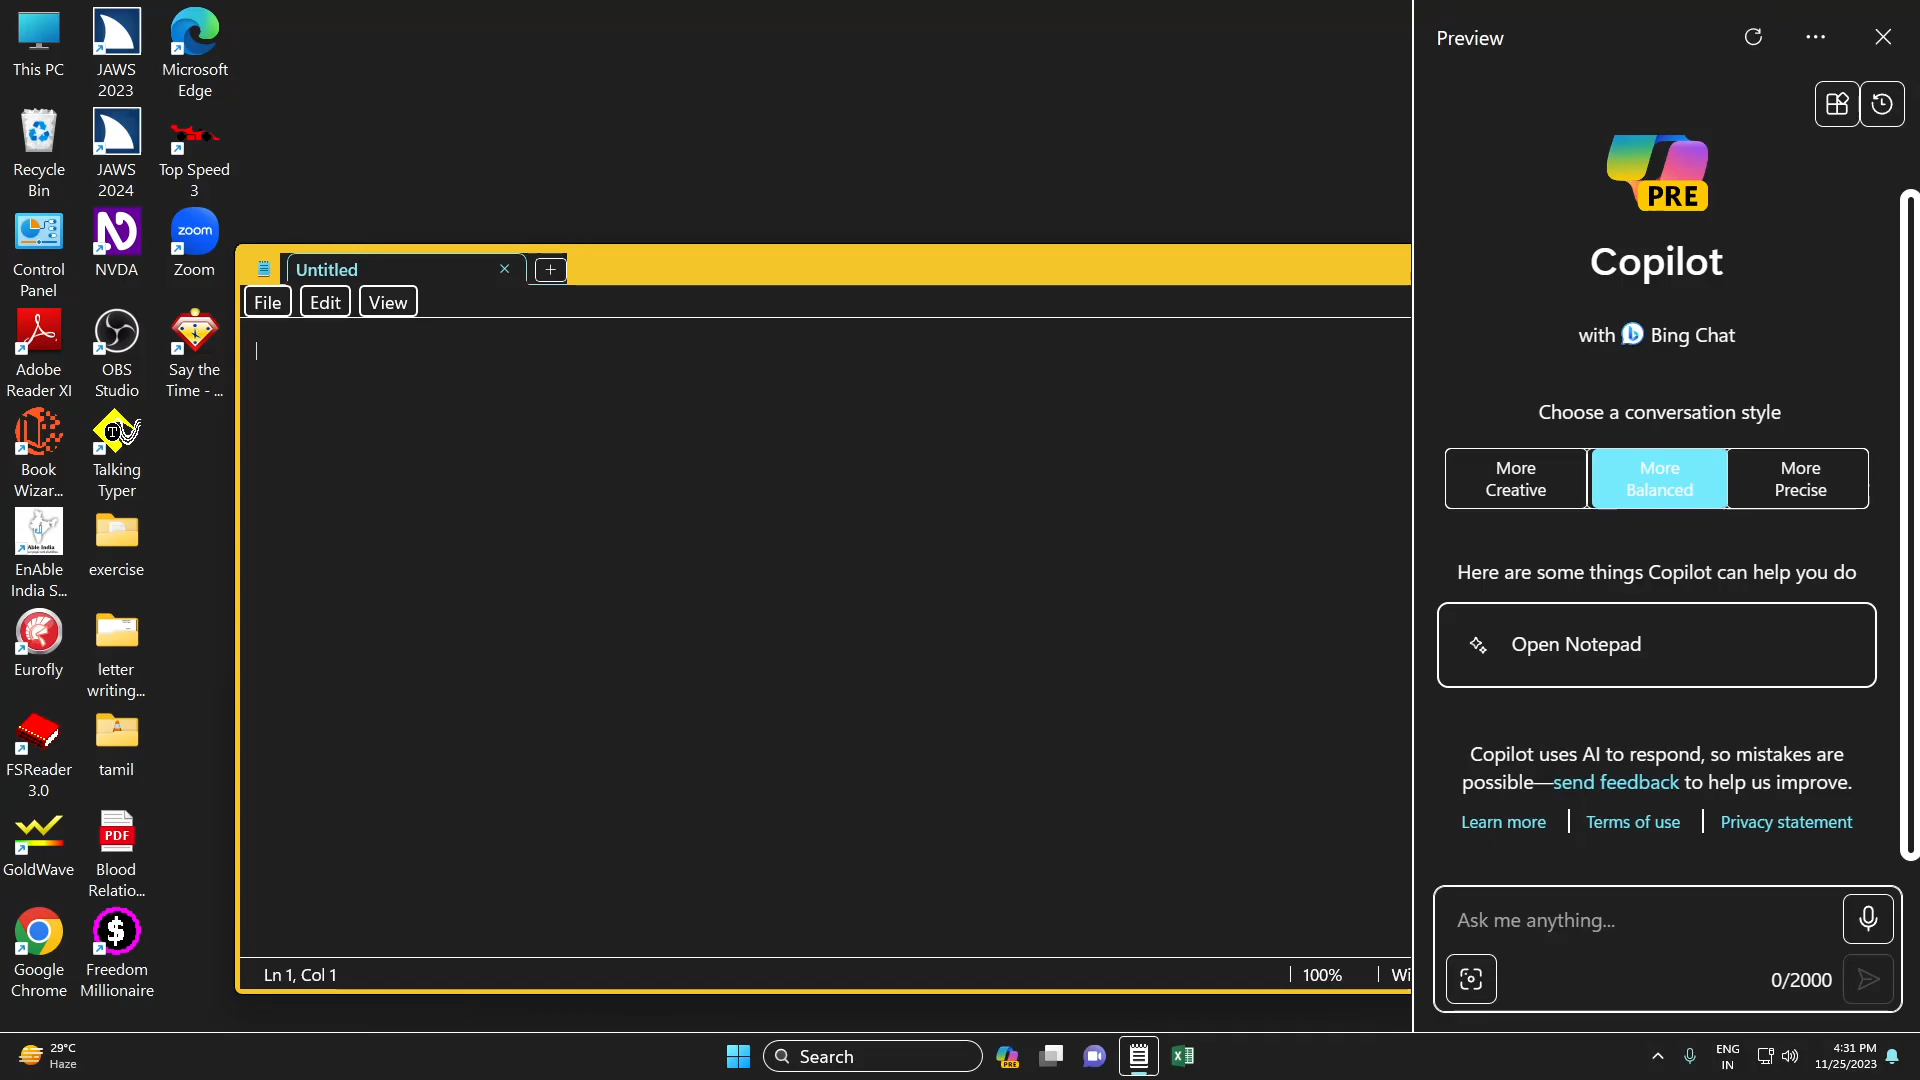 This PC
JAWS
2023
Microsoft
Edge
Recycle
Bin
JAWS
2024
Top Speed
3
Control
Panel
NVDA
zoom
Zoom
Adobe
Reader XI
OBS
Studio
Say the
Time - ...
Book
Wizar...
Talking
Typer
Able India
EnAble
India S...
exercise
Eurofly
letter
writing...
FSReader
3.0
tamil
GoldWave
PDF
Blood
Relatio...
Google
Chrome
Freedom
Millionaire
Untitled
File
Edit
View
Ln 1, Col 1
100%
Wi
Preview
PRE
Copilot
with Bing Chat
Choose a conversation style
More
Creative
More
Balanced
More
Precise
Here are some things Copilot can help you do
Open Notepad
Copilot uses AI to respond, so mistakes are
possible—send feedback to help us improve.
Learn more
Terms of use
Privacy statement
Ask me anything...
0/2000
29°C
Haze
Search
PRE
ENG
IN
4:31 PM
11/25/2023